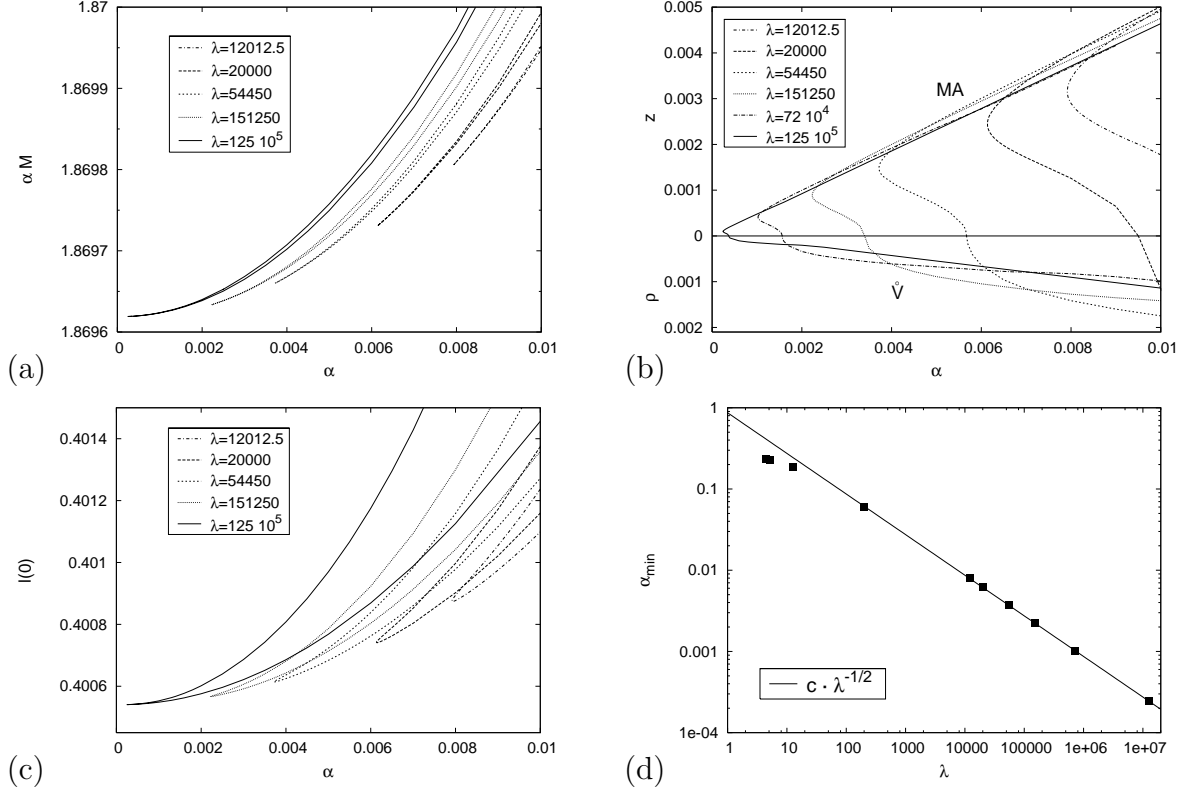 1.87
1.8699
1.8698
1.8697
1.8696
α M
λ=12012.5
λ=20000
λ=54450
λ=151250
λ=125 10^5
0 0.002 0.004 0.006 0.008 0.01
α
(a)
0.005
0.003
0.001
0
0.001
0.002
z
ρ
λ=12012.5
λ=20000
λ=54450
λ=151250
λ=72 10^4
λ=125 10^5
MA
V̊
0 0.002 0.004 0.006 0.008 0.01
α
(b)
0.4014
0.4012
0.401
0.4008
0.4006
I(0)
λ=12012.5
λ=20000
λ=54450
λ=151250
λ=125 10^5
0 0.002 0.004 0.006 0.008 0.01
α
(c)
1
0.1
0.01
0.001
1e-04
α_min
c · λ^-1/2
1 10 100 1000 10000 100000 1e+06 1e+07
λ
(d)